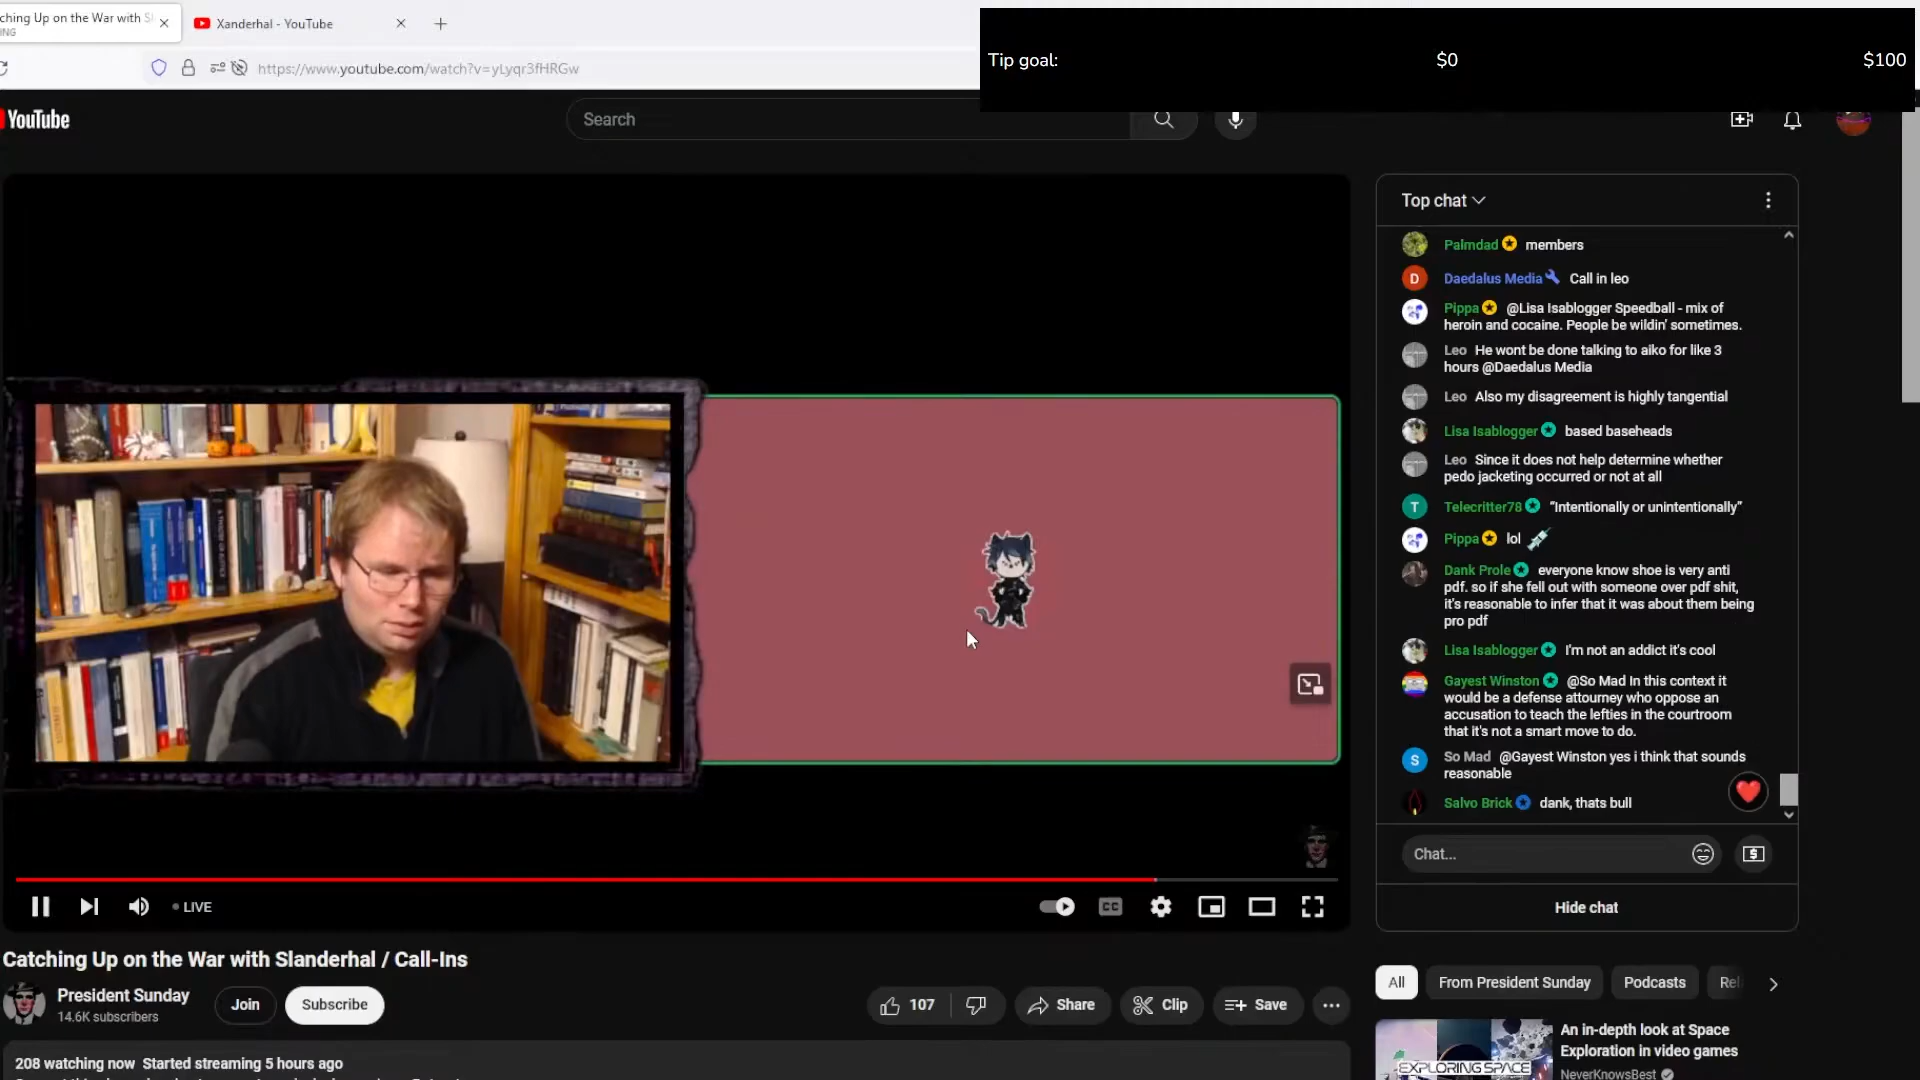 ching Up on the War with S
ING
Xanderhal - YouTube
https://www.youtube.com/watch?v=yLyqr3fHRGw
Tip goal: $0 $100
YouTube
Search
Top chat
Palmdad members
D Daedalus Media Call in leo
Pippa @Lisa Isablogger Speedball - mix of
heroin and cocaine. People be wildin' sometimes.
Leo He wont be done talking to aiko for like 3
hours @Daedalus Media
Leo Also my disagreement is highly tangential
Lisa Isablogger based baseheads
Leo Since it does not help determine whether
pedo jacketing occurred or not at all
T Telecritter78 “Intentionally or unintentionally”
Pippa lol
Dank Prole everyone know shoe is very anti
pdf. so if she fell out with someone over pdf shit,
it's reasonable to infer that it was about them being
pro pdf
Lisa Isablogger I'm not an addict it's cool
Gayest Winston @So Mad In this context it
would be a defense attourney who oppose an
accusation to teach the lefties in the courtroom
that it's not a smart move to do.
S So Mad @Gayest Winston yes i think that sounds
reasonable
Salvo Brick dank, thats bull
Chat...
Hide chat
LIVE
CC
Catching Up on the War with Slanderhal / Call-Ins
President Sunday
14.6K subscribers
Join
Subscribe
107
Share
Clip
Save
208 watching now Started streaming 5 hours ago
All
From President Sunday
Podcasts
Rel
An in-depth look at Space
Exploration in video games
NeverKnowsBest
EXPLORING SPACE